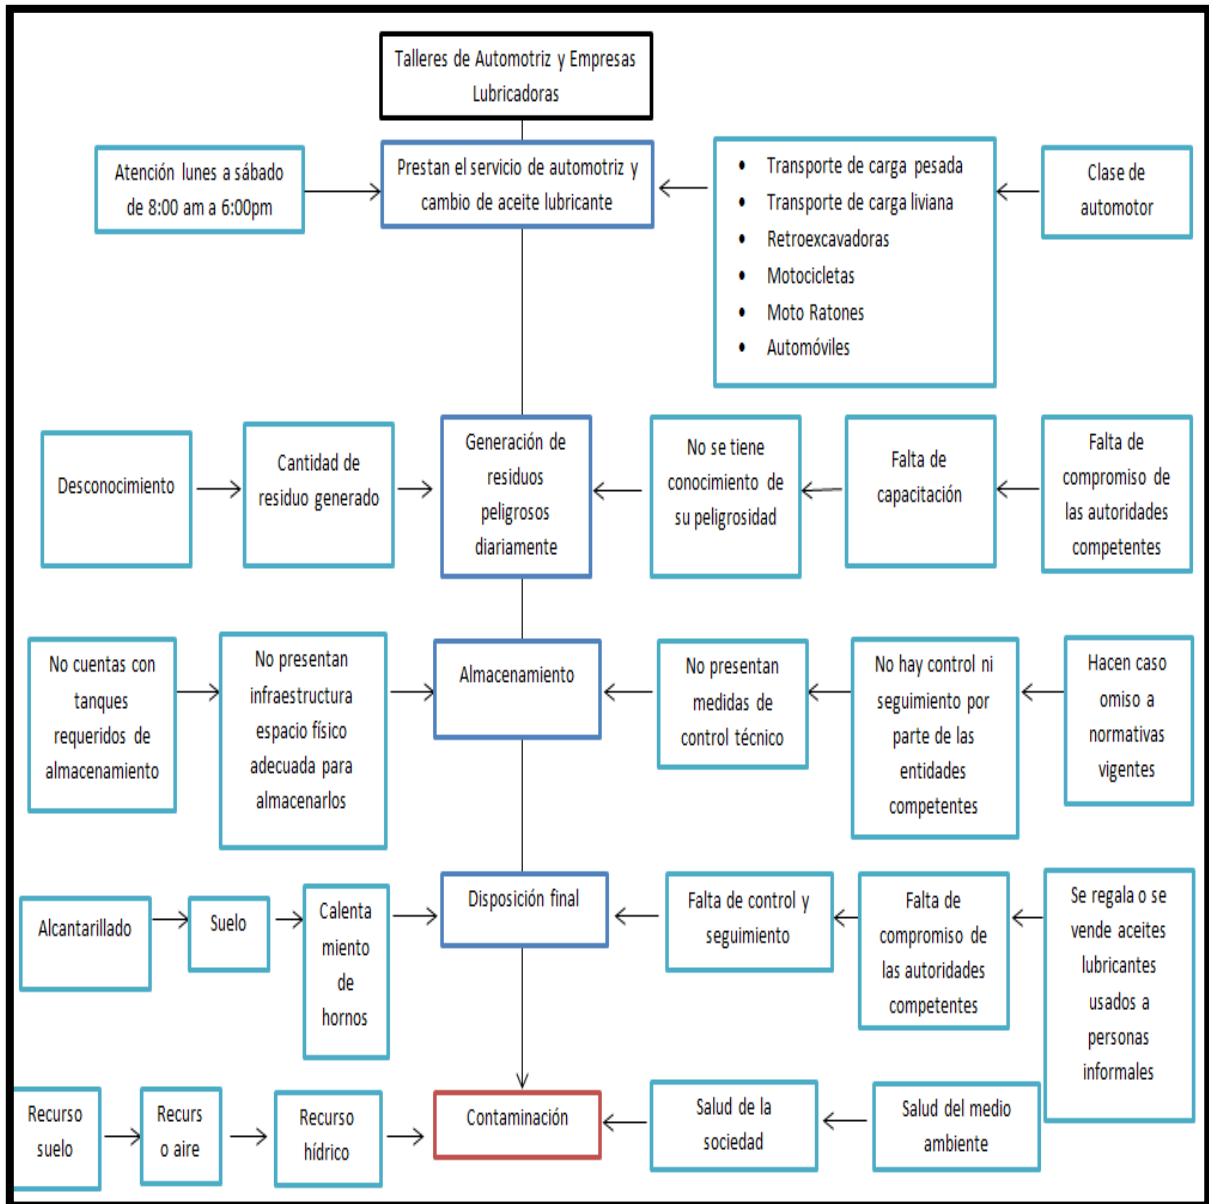 Talleres de Automotriz y Empresas
Lubricadoras
Atención lunes a sábado
de 8:00 am a 6:00pm
Prestan el servicio de automotriz y
cambio de aceite lubricante
• Transporte de carga pesada
• Transporte de carga liviana
• Retroexcavadoras
• Motocicletas
• Moto Ratones
• Automóviles
Clase de
automotor
Desconocimiento
Cantidad de
residuo generado
Generación de
residuos
peligrosos
diariamente
No se tiene
conocimiento de
su peligrosidad
Falta de
capacitación
Falta de
compromiso de
las autoridades
competentes
No cuentas con
tanques
requeridos de
almacenamiento
No presentan
infraestructura
espacio físico
adecuada para
almacenarlos
Almacenamiento
No presentan
medidas de
control técnico
No hay control ni
seguimiento por
parte de las
entidades
competentes
Hacen caso
omiso a
normativas
vigentes
Alcantarillado
Suelo
Calenta
miento
de
hornos
Disposición final
Falta de control y
seguimiento
Falta de
compromiso de
las autoridades
competentes
Se regala o se
vende aceites
lubricantes
usados a
personas
informales
Recurso
suelo
Recurs
o aire
Recurso
hídrico
Contaminación
Salud de la
sociedad
Salud del medio
ambiente